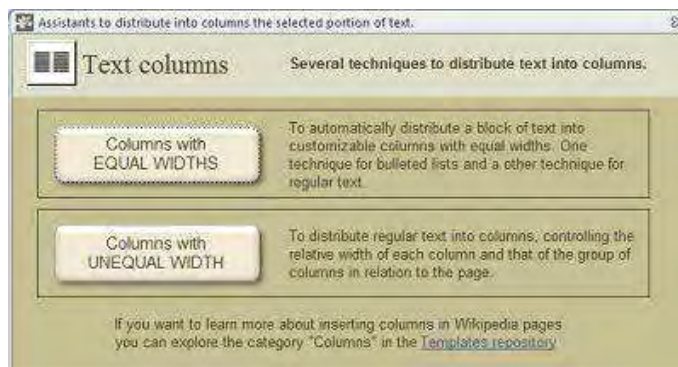 Assistants to distribute into columns the selected portion of text.
Text columns
Several techniques to distribute text into columns.
Columns with
EQUAL WIDTHS
To automatically distribute a block of text into
customizable columns with equal widths. One
technique for bulleted lists and a other technique for
regular text.
Columns with
UNEQUAL WIDTH
To distribute regular text into columns, controlling the
relative width of each column and that of the group of
columns in relation to the page.
If you want to learn more about inserting columns in Wikipedia pages
you can explore the category "Columns" in the Templates repository